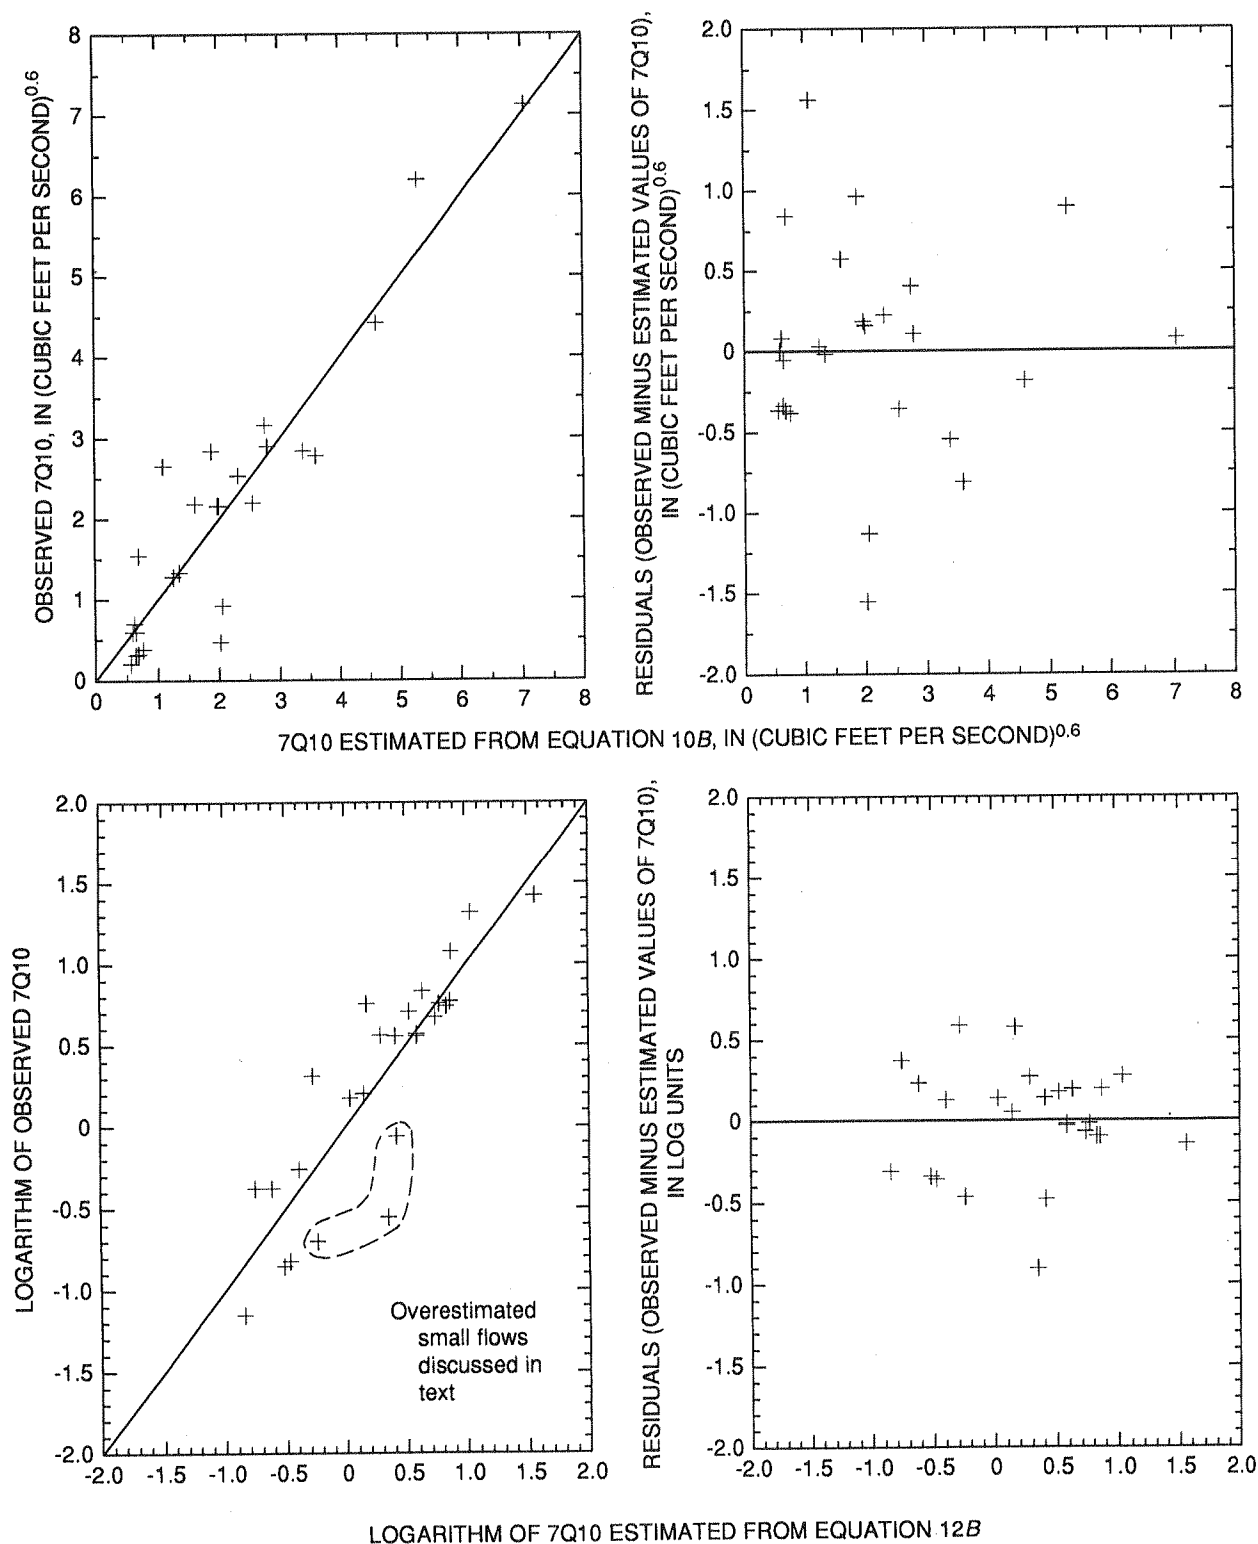 OBSERVED 7Q10, IN (CUBIC FEET PER SECOND)0.6
8
7
6
5
4
3
2
1
0
0 1 2 3 4 5 6 7 8
RESIDUALS (OBSERVED MINUS ESTIMATED VALUES OF 7Q10),
IN (CUBIC FEET PER SECOND)0.6
2.0
1.5
1.0
0.5
0
-0.5
-1.0
-1.5
-2.0
0 1 2 3 4 5 6 7 8
7Q10 ESTIMATED FROM EQUATION 10B, IN (CUBIC FEET PER SECOND)0.6
LOGARITHM OF OBSERVED 7Q10
2.0
1.5
1.0
0.5
0
-0.5
-1.0
-1.5
-2.0
-2.0 -1.5 -1.0 -0.5 0 0.5 1.0 1.5 2.0
Overestimated
small flows
discussed in
text
RESIDUALS (OBSERVED MINUS ESTIMATED VALUES OF 7Q10),
IN LOG UNITS
2.0
1.5
1.0
0.5
0
-0.5
-1.0
-1.5
-2.0
-2.0 -1.5 -1.0 -0.5 0 0.5 1.0 1.5 2.0
LOGARITHM OF 7Q10 ESTIMATED FROM EQUATION 12B